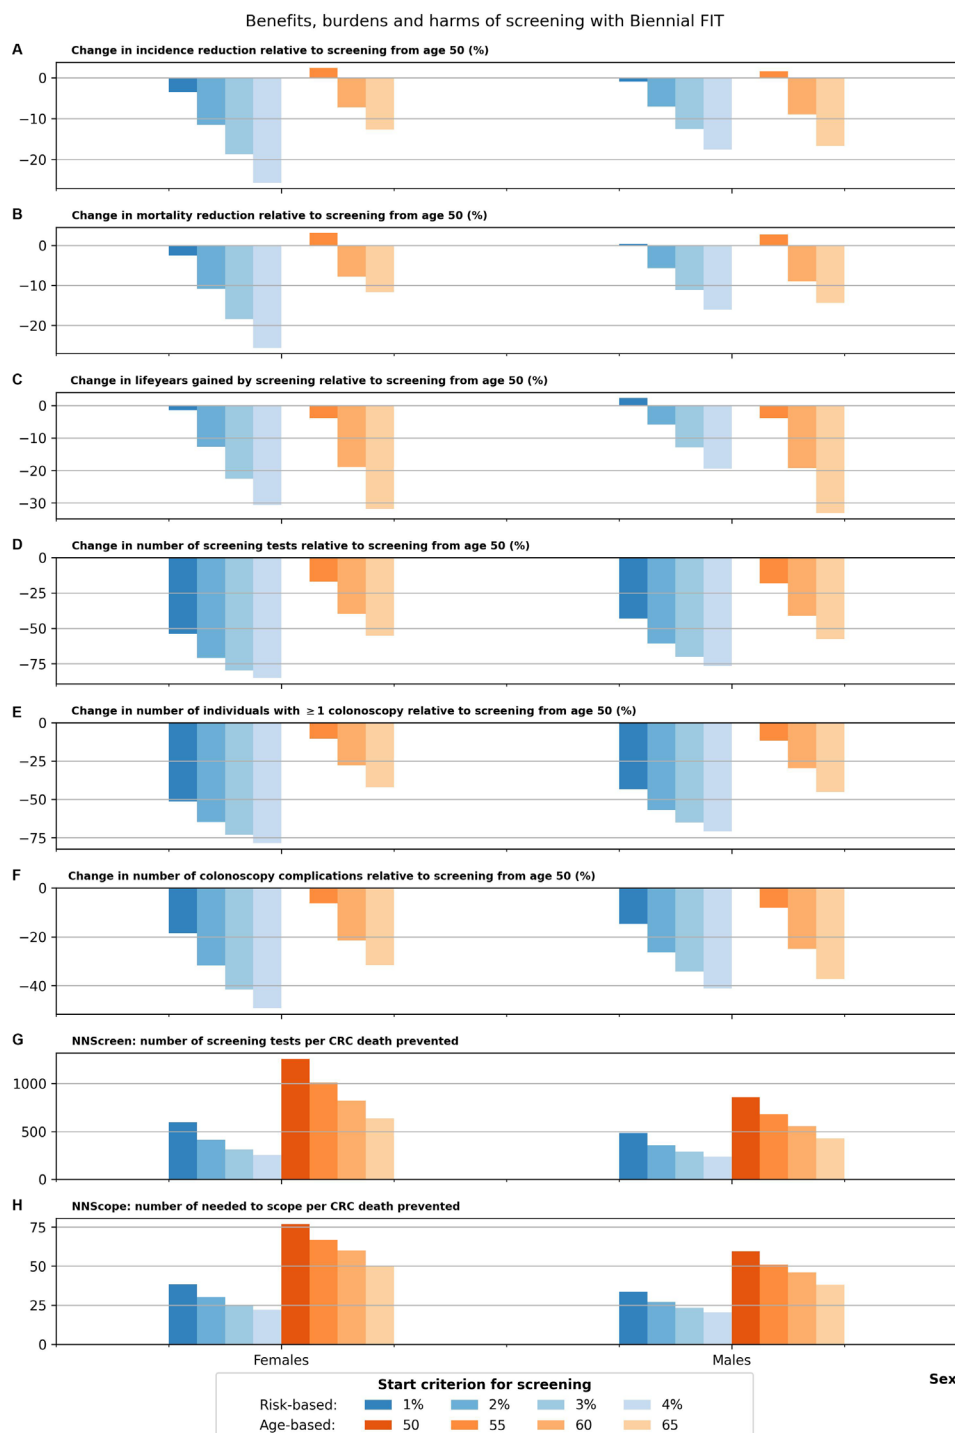 Benefits, burdens and harms of screening with Biennial FIT
A Change in incidence reduction relative to screening from age 50 (%)
0
−10
−20
B Change in mortality reduction relative to screening from age 50 (%)
0
−10
−20
C Change in lifeyears gained by screening relative to screening from age 50 (%)
0
−10
−20
−30
D Change in number of screening tests relative to screening from age 50 (%)
0
−25
−50
−75
E Change in number of individuals with ≥1 colonoscopy relative to screening from age 50 (%)
0
−25
−50
−75
F Change in number of colonoscopy complications relative to screening from age 50 (%)
0
−20
−40
G NNScreen: number of screening tests per CRC death prevented
1000
500
0
H NNScope: number of needed to scope per CRC death prevented
75
50
25
0
Females Males
Sex
Start criterion for screening
Risk-based: 1% 2% 3% 4%
Age-based: 50 55 60 65